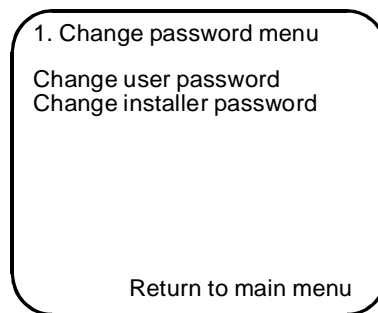 1. Change password menu
Change user password
Change installer password
Return to main menu